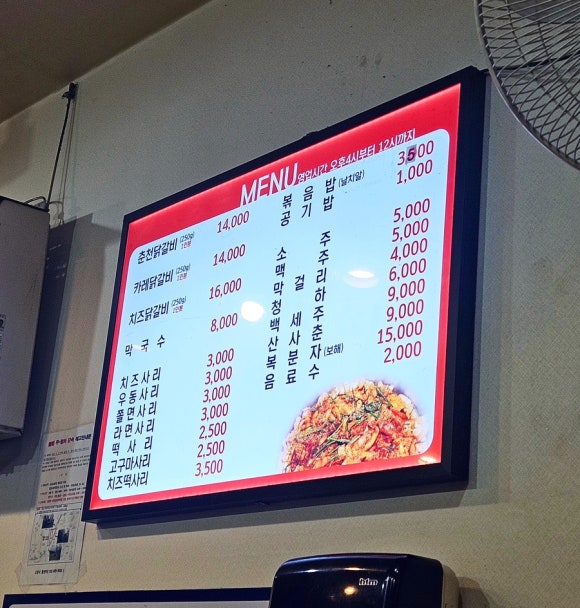 MENU 영업시간 오후4시부터 12시까지
춘천닭갈비 (250g) 1인분 14,000
카레닭갈비 (250g) 1인분 14,000
치즈닭갈비 (250g) 1인분 16,000
막국수 8,000
치즈사리 3,000
우동사리 3,000
쫄면사리 3,000
라면사리 3,000
떡사리 2,500
고구마사리 2,500
치즈떡사리 3,500
볶음밥 (날치알) 3,500
공기밥 1,000
소주 5,000
맥주 5,000
막걸리 4,000
청하 6,000
백세주 9,000
산사춘 9,000
복분자 (보해) 15,000
음료수 2,000